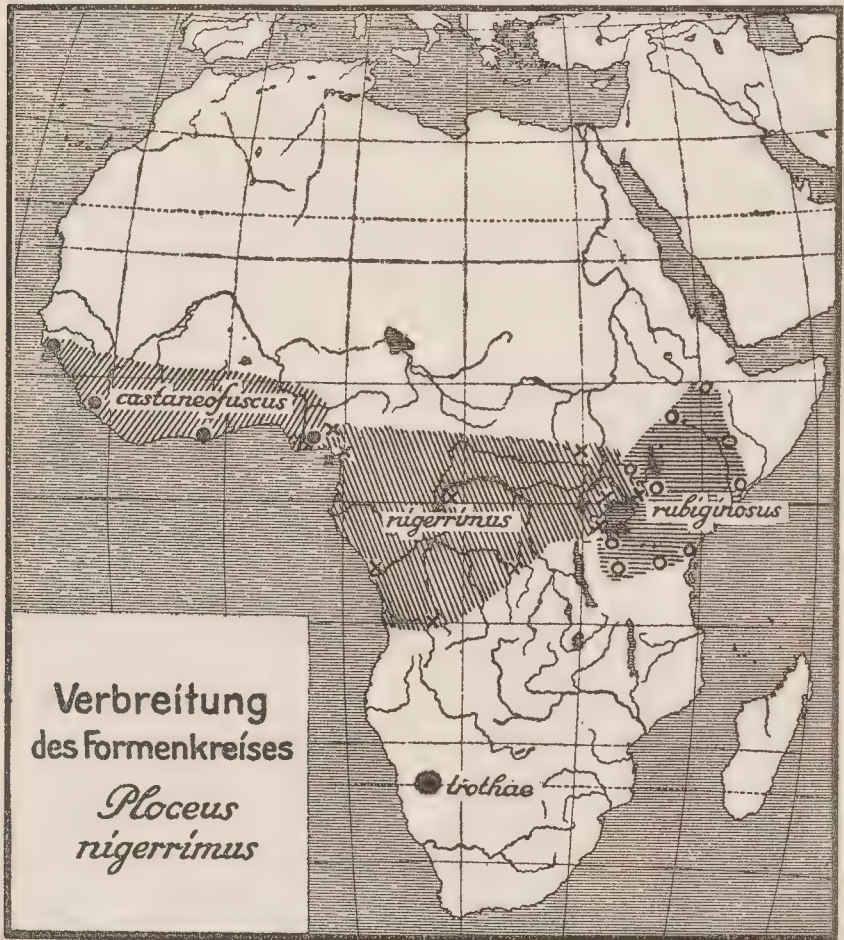 castaneofuscus
nigerrimus
rubiginosus
trothae
Verbreitung
des Formenkreises
Ploceus
nigerrimus